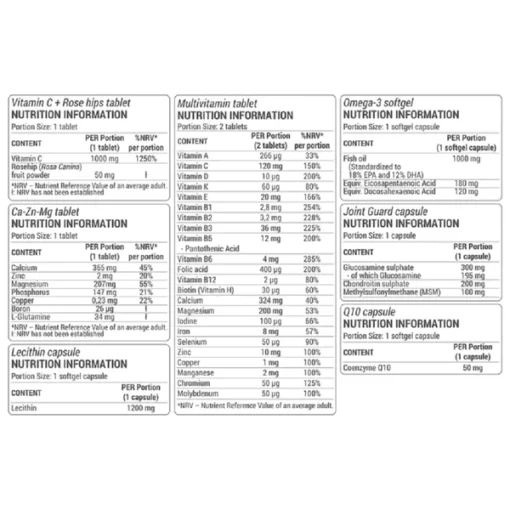 Vitamin C + Rose hips tablet
NUTRITION INFORMATION
Portion Size: 1 tablet
CONTENT PER Portion (1 tablets) %NRV* per portion
Vitamin C 1000 mg 1250%
Rosehip (Rosa Canina) fruit powder 50 mg ƚ
*NRV – Nutrient Reference Value of an average adult.
ƚ: NRV has not been established
Ca-Zn-Mg tablet
NUTRITION INFORMATION
Portion Size: 1 tablet
CONTENT PER Portion (1 tablets) %NRV* per portion
Calcium 365 mg 45%
Zinc 2 mg 20%
Magnesium 207mg 55%
Phosphorus 147 mg 21%
Copper 0,23 mg 22%
Boron 26 µg ƚ
L-Glutamine 34 mg ƚ
*NRV – Nutrient Reference Value of an average adult.
ƚ: NRV has not been established
Lecithin capsule
NUTRITION INFORMATION
Portion Size: 1 softgel capsule
CONTENT PER Portion (1 capsule)
Lecithin 1200 mg
Multivitamin tablet
NUTRITION INFORMATION
Portion Size: 2 tablets
CONTENT PER Portion (2 tablets) %NRV* per portion
Vitamin A 266 µg 33%
Vitamin C 120 mg 150%
Vitamin D 10 µg 200%
Vitamin K 60 µg 80%
Vitamin E 20 mg 166%
Vitamin B1 2,8 mg 254%
Vitamin B2 3,2 mg 228%
Vitamin B3 36 mg 225%
Vitamin B5 12 mg 200%
- Pantothenic Acid
Vitamin B6 4 mg 285%
Folic acid 400 µg 200%
Vitamin B12 2 µg 80%
Biotin (Vitamin H) 30 µg 60%
Calcium 324 mg 40%
Magnesium 200 mg 53%
Iodine 100 µg 66%
Iron 8 mg 57%
Selenium 50 µg 90%
Zinc 10 mg 100%
Copper 1 mg 100%
Manganese 2 mg 100%
Chromium 50 µg 125%
Molybdenum 50 µg 100%
*NRV – Nutrient Reference Value of an average adult.
Omega-3 softgel
NUTRITION INFORMATION
Portion Size: 1 softgel capsule
CONTENT PER Portion (1 softgel capsule)
Fish oil 1000 mg
(Standardized to
18% EPA and 12% DHA)
Equiv. Eicosapentaenoic Acid 180 mg
Equiv. Docosahexaenoic Acid 120 mg
Joint Guard capsule
NUTRITION INFORMATION
Portion Size: 1 capsule
CONTENT PER Portion (1 capsule)
Glucosamine sulphate 300 mg
- of which Glucosamine 195 mg
Chondroitin sulphate 200 mg
Methylsulfonylmethane (MSM) 100 mg
Q10 capsule
NUTRITION INFORMATION
Portion Size: 1 softgel capsule
CONTENT PER Portion (1 capsule)
Coenzyme Q10 50 mg